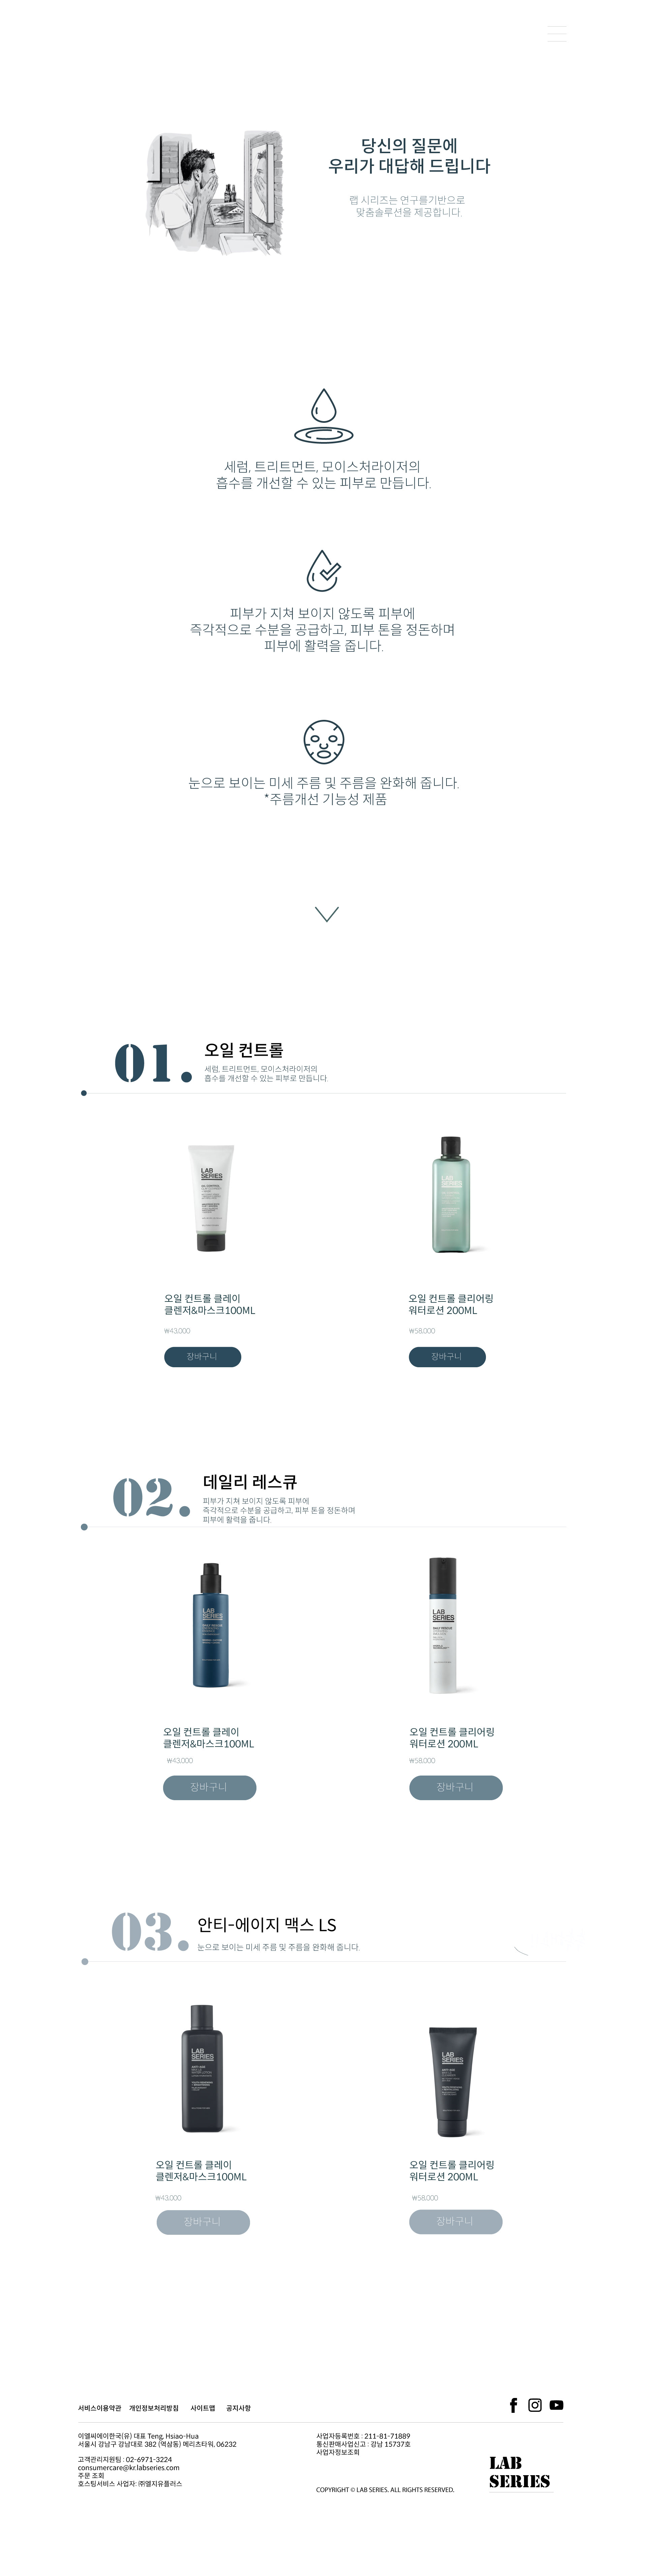 당신의 질문에
우리가 대답해 드립니다
랩 시리즈는 연구를기반으로
맞춤솔루션을 제공합니다.
세럼, 트리트먼트, 모이스처라이저의
흡수를 개선할 수 있는 피부로 만듭니다.
피부가 지쳐 보이지 않도록 피부에
즉각적으로 수분을 공급하고, 피부 톤을 정돈하며
피부에 활력을 줍니다.
눈으로 보이는 미세 주름 및 주름을 완화해 줍니다.
*주름개선 기능성 제품
01.
오일 컨트롤
세럼, 트리트먼트, 모이스처라이저의
흡수를 개선할 수 있는 피부로 만듭니다.
LAB
SERIES
LAB
SERIES
오일 컨트롤 클레이
클렌저&마스크100ML
₩43,000
장바구니
오일 컨트롤 클리어링
워터로션 200ML
₩58,000
장바구니
02.
데일리 레스큐
피부가 지쳐 보이지 않도록 피부에
즉각적으로 수분을 공급하고, 피부 톤을 정돈하며
피부에 활력을 줍니다.
LAB
SERIES
LAB
SERIES
오일 컨트롤 클레이
클렌저&마스크100ML
₩43,000
장바구니
오일 컨트롤 클리어링
워터로션 200ML
₩58,000
장바구니
03.
안티-에이지 맥스 LS
눈으로 보이는 미세 주름 및 주름을 완화해 줍니다.
LAB
SERIES
LAB
SERIES
오일 컨트롤 클레이
클렌저&마스크100ML
₩43,000
장바구니
오일 컨트롤 클리어링
워터로션 200ML
₩58,000
장바구니
서비스이용약관 개인정보처리방침 사이트맵 공지사항
이엘씨에이한국(유) 대표 Teng, Hsiao-Hua
서울시 강남구 강남대로 382 (역삼동) 메리츠타워, 06232
고객관리지원팀 : 02-6971-3224
consumercare@kr.labseries.com
주문 조회
호스팅서비스 사업자: ㈜엘지유플러스
사업자등록번호 : 211-81-71889
통신판매사업신고 : 강남 15737호
사업자정보조회
COPYRIGHT © LAB SERIES. ALL RIGHTS RESERVED.
LAB
SERIES